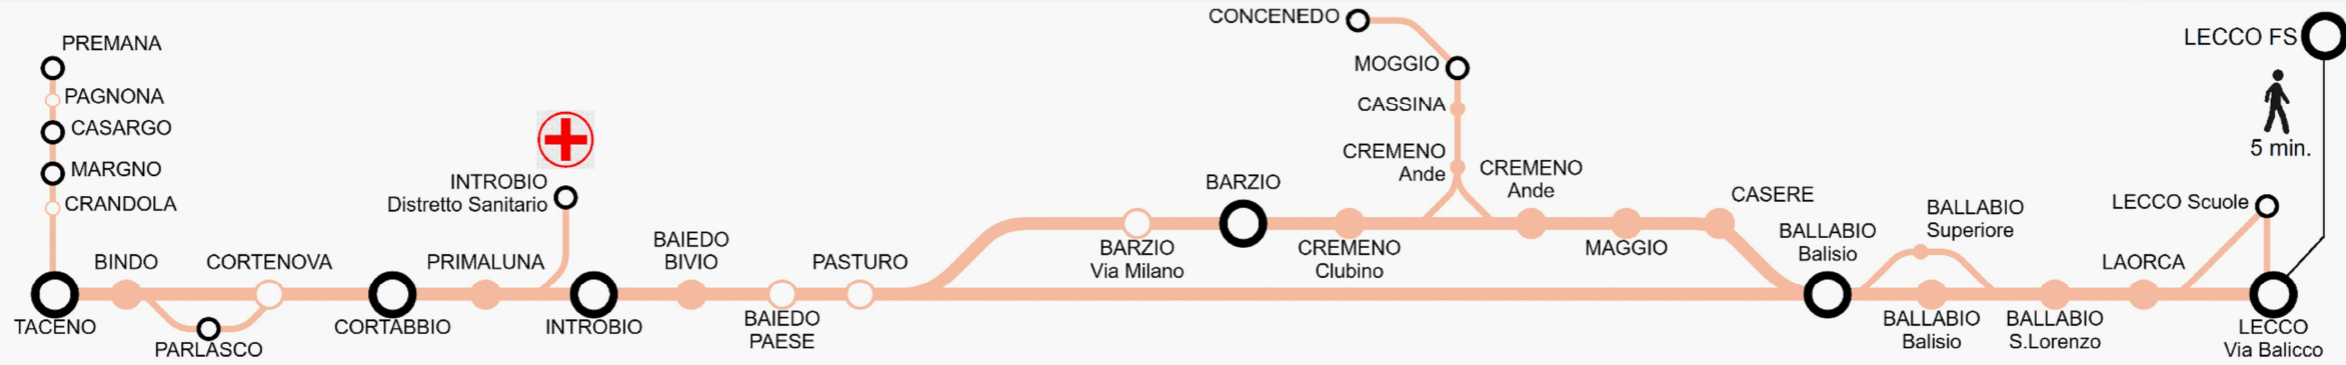 PREMANA
PAGNONA
CASARGO
MARGNO
CRANDOLA
TACENO
BINDO
PARLASCO
CORTENOVA
CORTABBIO
PRIMALUNA
INTROBIO
Distretto Sanitario
INTROBIO
BAIEDO
BIVIO
BAIEDO
PAESE
PASTURO
BARZIO
Via Milano
BARZIO
CREMENO
Clubino
CONCENEDO
MOGGIO
CASSINA
CREMENO
Ande
CREMENO
Ande
MAGGIO
CASERE
BALLABIO
Balisio
BALLABIO
Superiore
BALLABIO
Balisio
BALLABIO
S.Lorenzo
LAORCA
LECCO Scuole
LECCO
Via Balicco
LECCO FS
5 min.